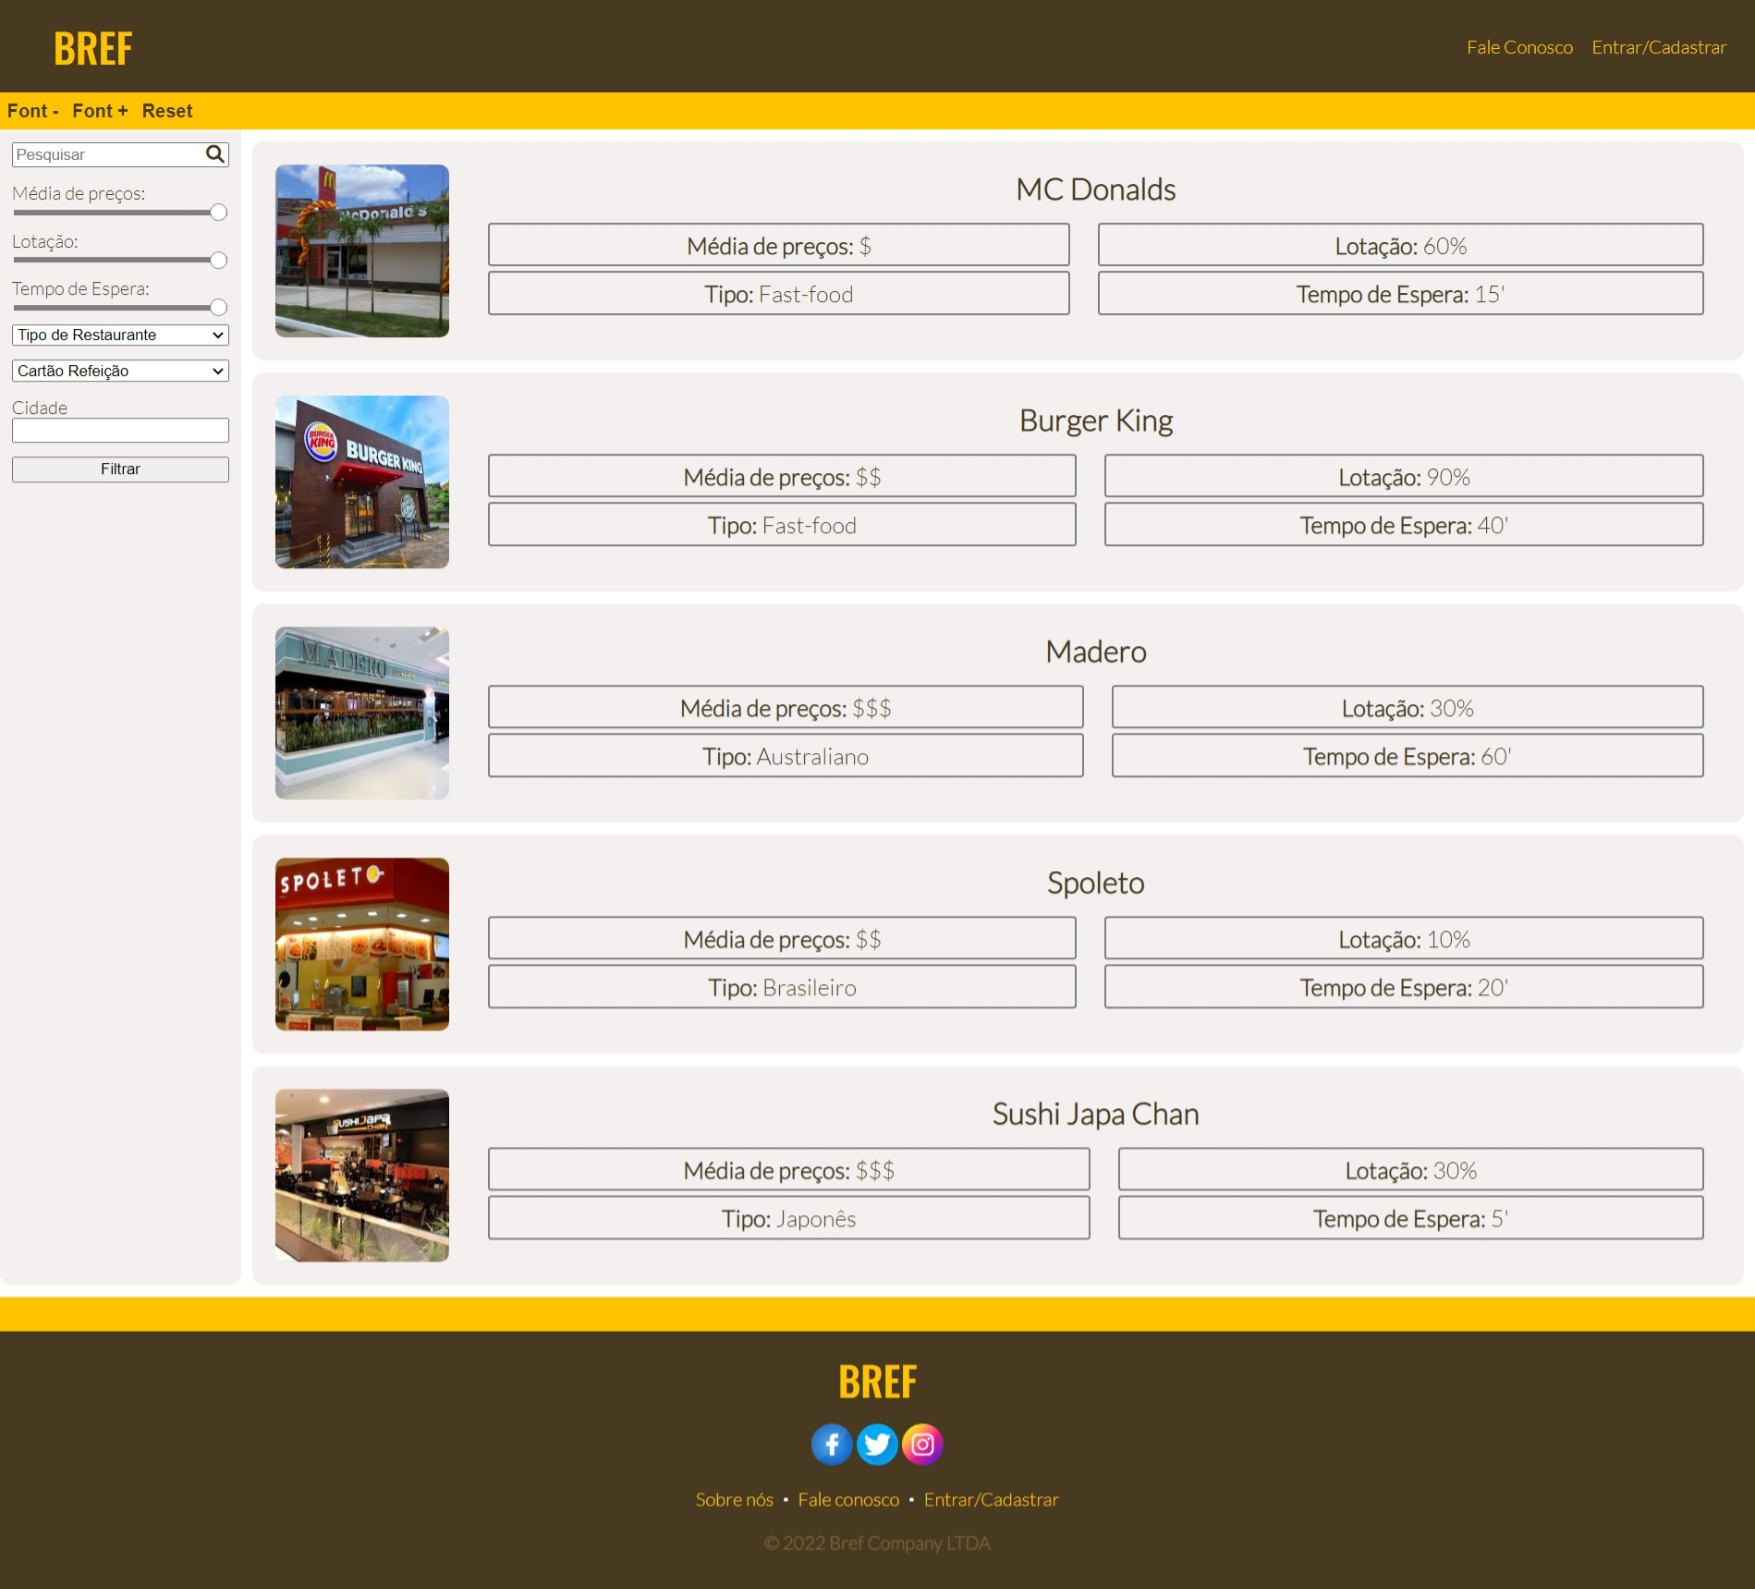 BREF
Fale Conosco Entrar/Cadastrar
Font - Font + Reset
Pesquisar
Média de preços:
Lotação:
Tempo de Espera:
Tipo de Restaurante
Cartão Refeição
Cidade
Filtrar
McDonald's
MC Donalds
Média de preços: $
Lotação: 60%
Tipo: Fast-food
Tempo de Espera: 15'
BURGER KING
BURGER KING
Burger King
Média de preços: $$
Lotação: 90%
Tipo: Fast-food
Tempo de Espera: 40'
MADERO
Madero
Média de preços: $$$
Lotação: 30%
Tipo: Australiano
Tempo de Espera: 60'
SPOLETO
Spoleto
Média de preços: $$
Lotação: 10%
Tipo: Brasileiro
Tempo de Espera: 20'
SUSHI JAPA
CHAN
Sushi Japa Chan
Média de preços: $$$
Lotação: 30%
Tipo: Japonês
Tempo de Espera: 5'
BREF
Sobre nós • Fale conosco • Entrar/Cadastrar
© 2022 Bref Company LTDA